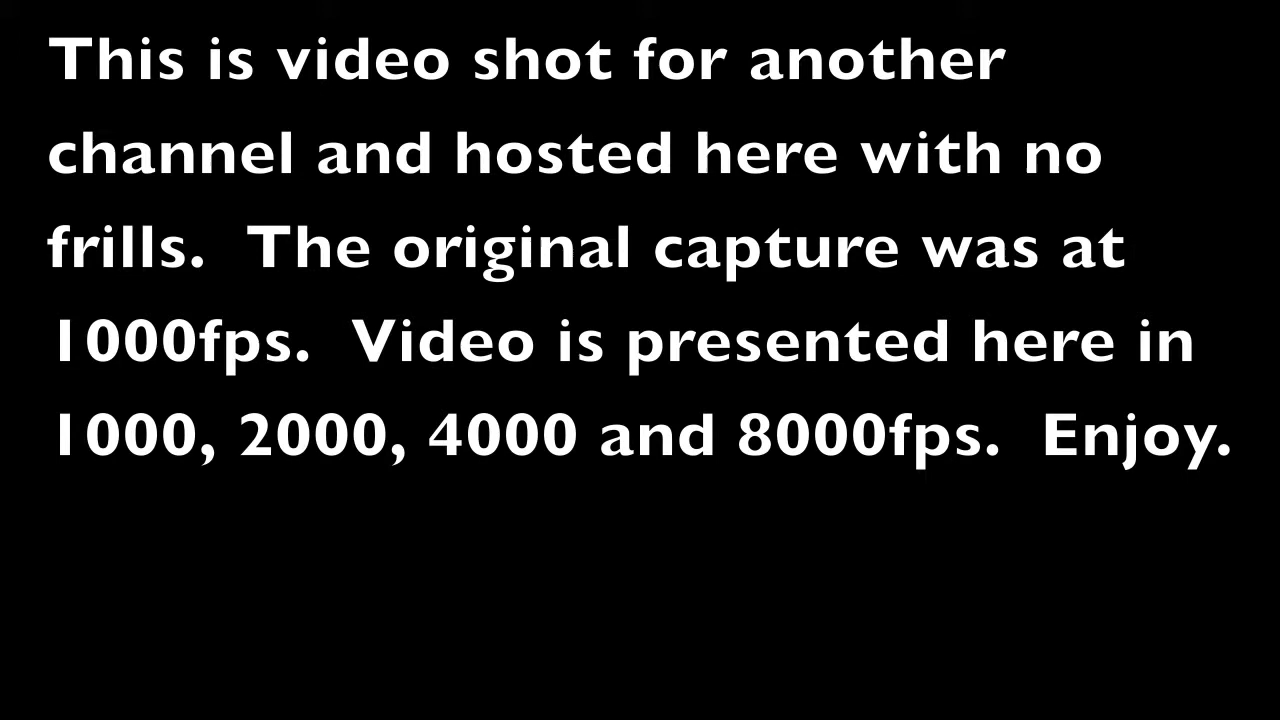 This is video shot for another
channel and hosted here with no
frills.  The original capture was at
1000fps.  Video is presented here in
1000, 2000, 4000 and 8000fps.  Enjoy.